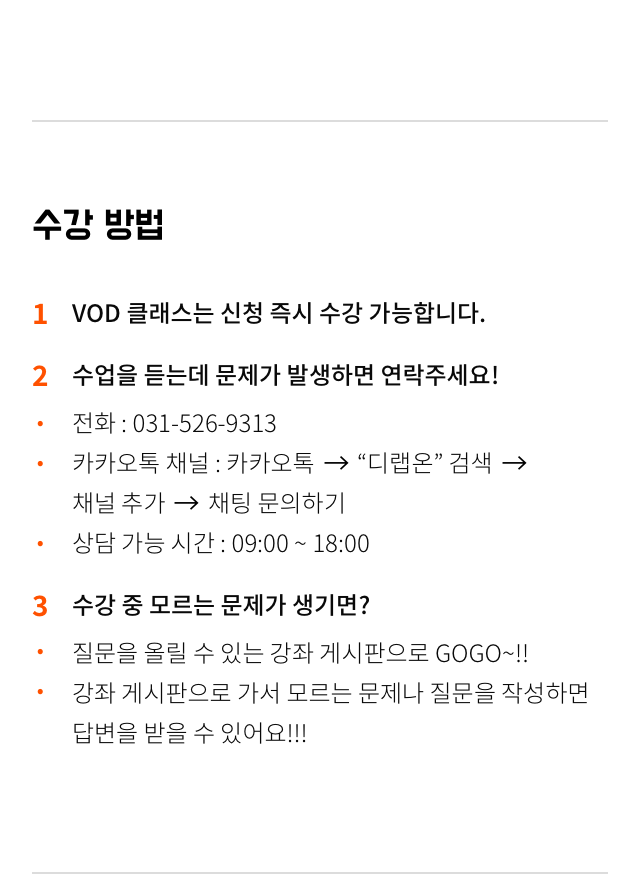 수강 방법
1 VOD 클래스는 신청 즉시 수강 가능합니다.
2 수업을 듣는데 문제가 발생하면 연락주세요!
• 전화 : 031-526-9313
• 카카오톡 채널 : 카카오톡 → “디랩온” 검색 →
채널 추가 → 채팅 문의하기
• 상담 가능 시간 : 09:00 ~ 18:00
3 수강 중 모르는 문제가 생기면?
• 질문을 올릴 수 있는 강좌 게시판으로 GOGO~!!
• 강좌 게시판으로 가서 모르는 문제나 질문을 작성하면
답변을 받을 수 있어요!!!